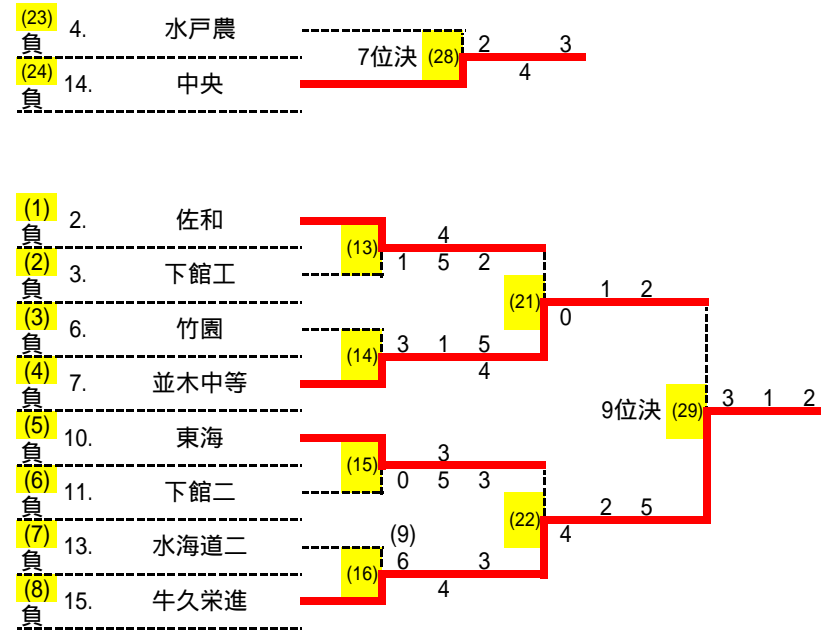 (23)
負 4. 水戸農
7位決 (28) 2 3
4
(24)
負 14. 中央
(1)
負 2. 佐和
(13) 4
1 5 2
(2)
負 3. 下館工
(21) 1 2
0
(3)
負 6. 竹園
(14) 3 1 5
4
(4)
負 7. 並木中等
9位決 (29) 3 1 2
(5)
負 10. 東海
(15) 3
0 5 3
(6)
負 11. 下館二
(22) 2 5
4
(7)
負 13. 水海道二
(9)
(16) 6 3
4
(8)
負 15. 牛久栄進